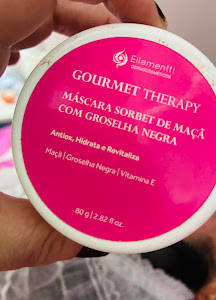 Ellementti
DERMOCOSMÉTICOS
GOURMET THERAPY
MÁSCARA SORBET DE MAÇÃ
COM GROSELHA NEGRA
Antiox, Hidrata e Revitaliza
Maçã | Groselha Negra | Vitamina E
80 g | 2.82 fl.oz.